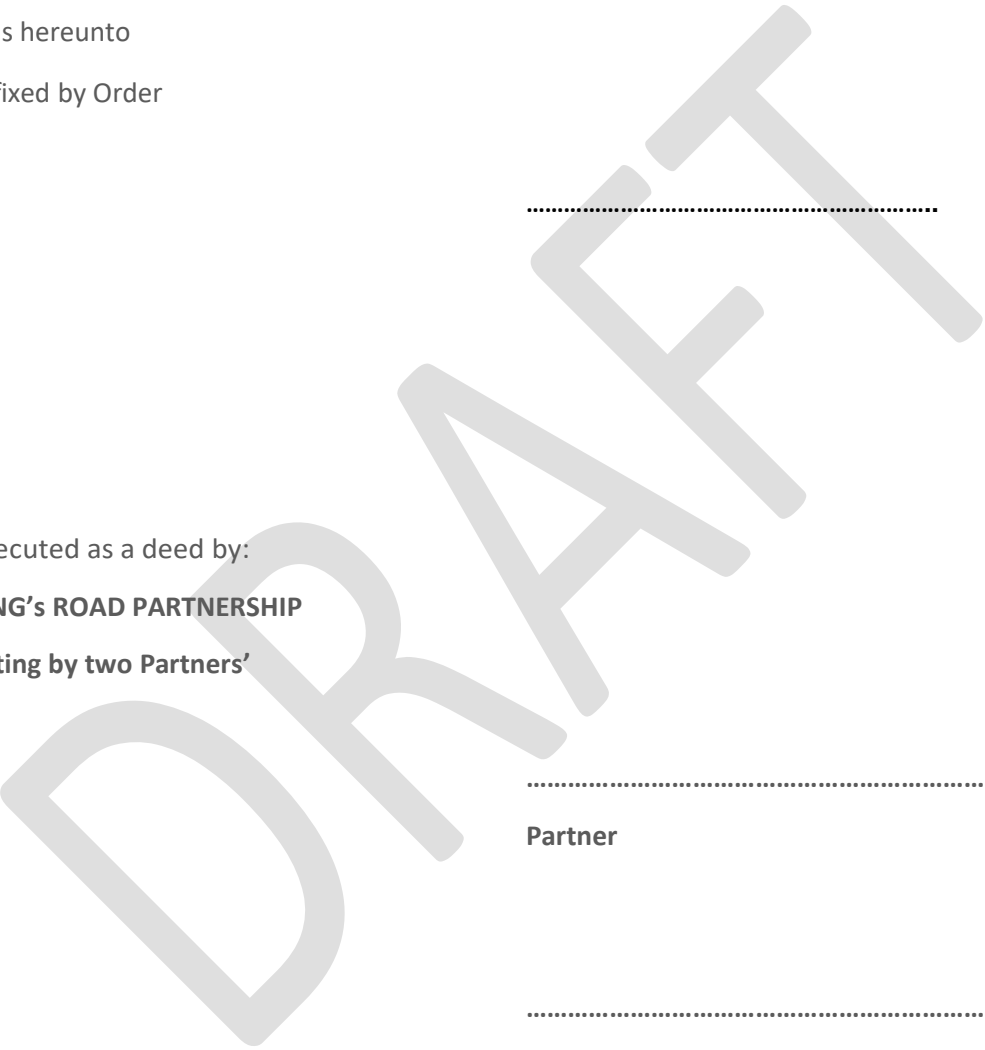 s hereunto
fixed by Order
…………………………………………………..
ecuted as a deed by:
NG’s ROAD PARTNERSHIP
ting by two Partners’
…………………………………………………………
Partner
…………………………………………………………
DRAFT